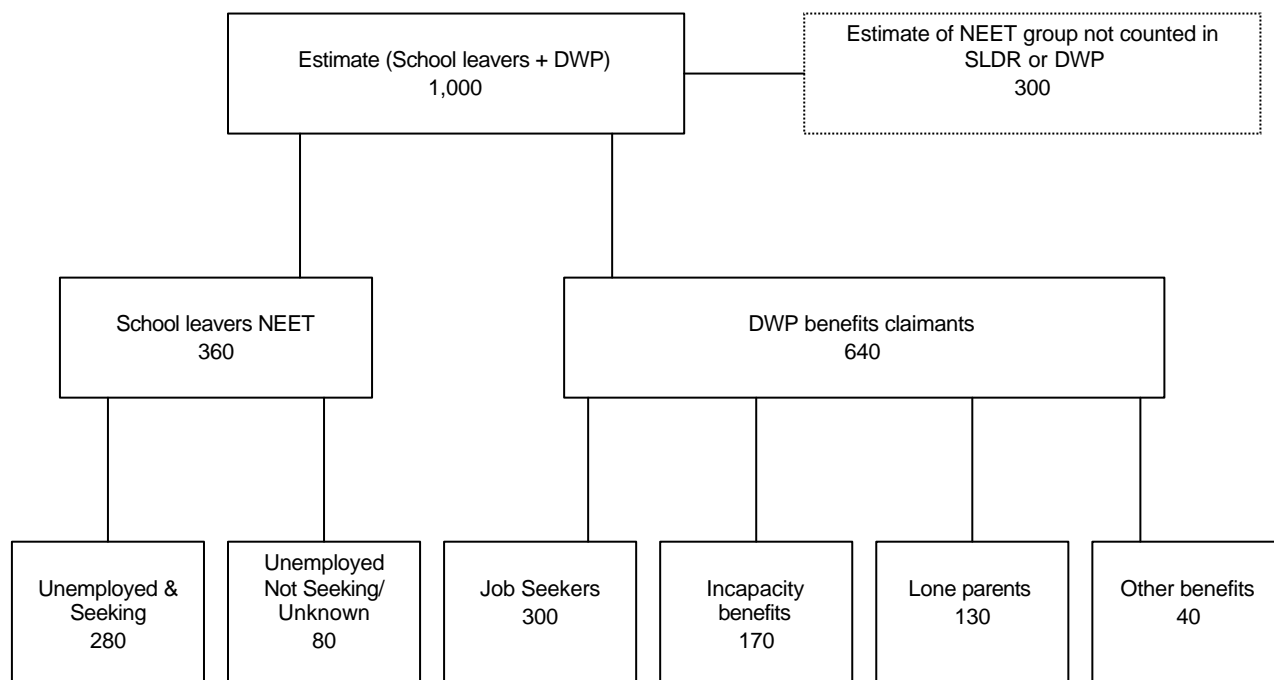 Estimate (School leavers + DWP)
1,000
Estimate of NEET group not counted in
SLDR or DWP
300
School leavers NEET
360
DWP benefits claimants
640
Unemployed &
Seeking
280
Unemployed
Not Seeking/
Unknown
80
Job Seekers
300
Incapacity
benefits
170
Lone parents
130
Other benefits
40